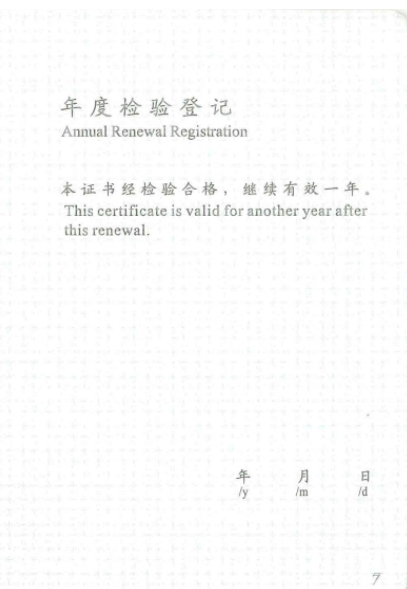 年度检验登记
Annual Renewal Registration
本证书经检验合格，继续有效一年。
This certificate is valid for another year after
this renewal.
年 月 日
/y /m /d
7